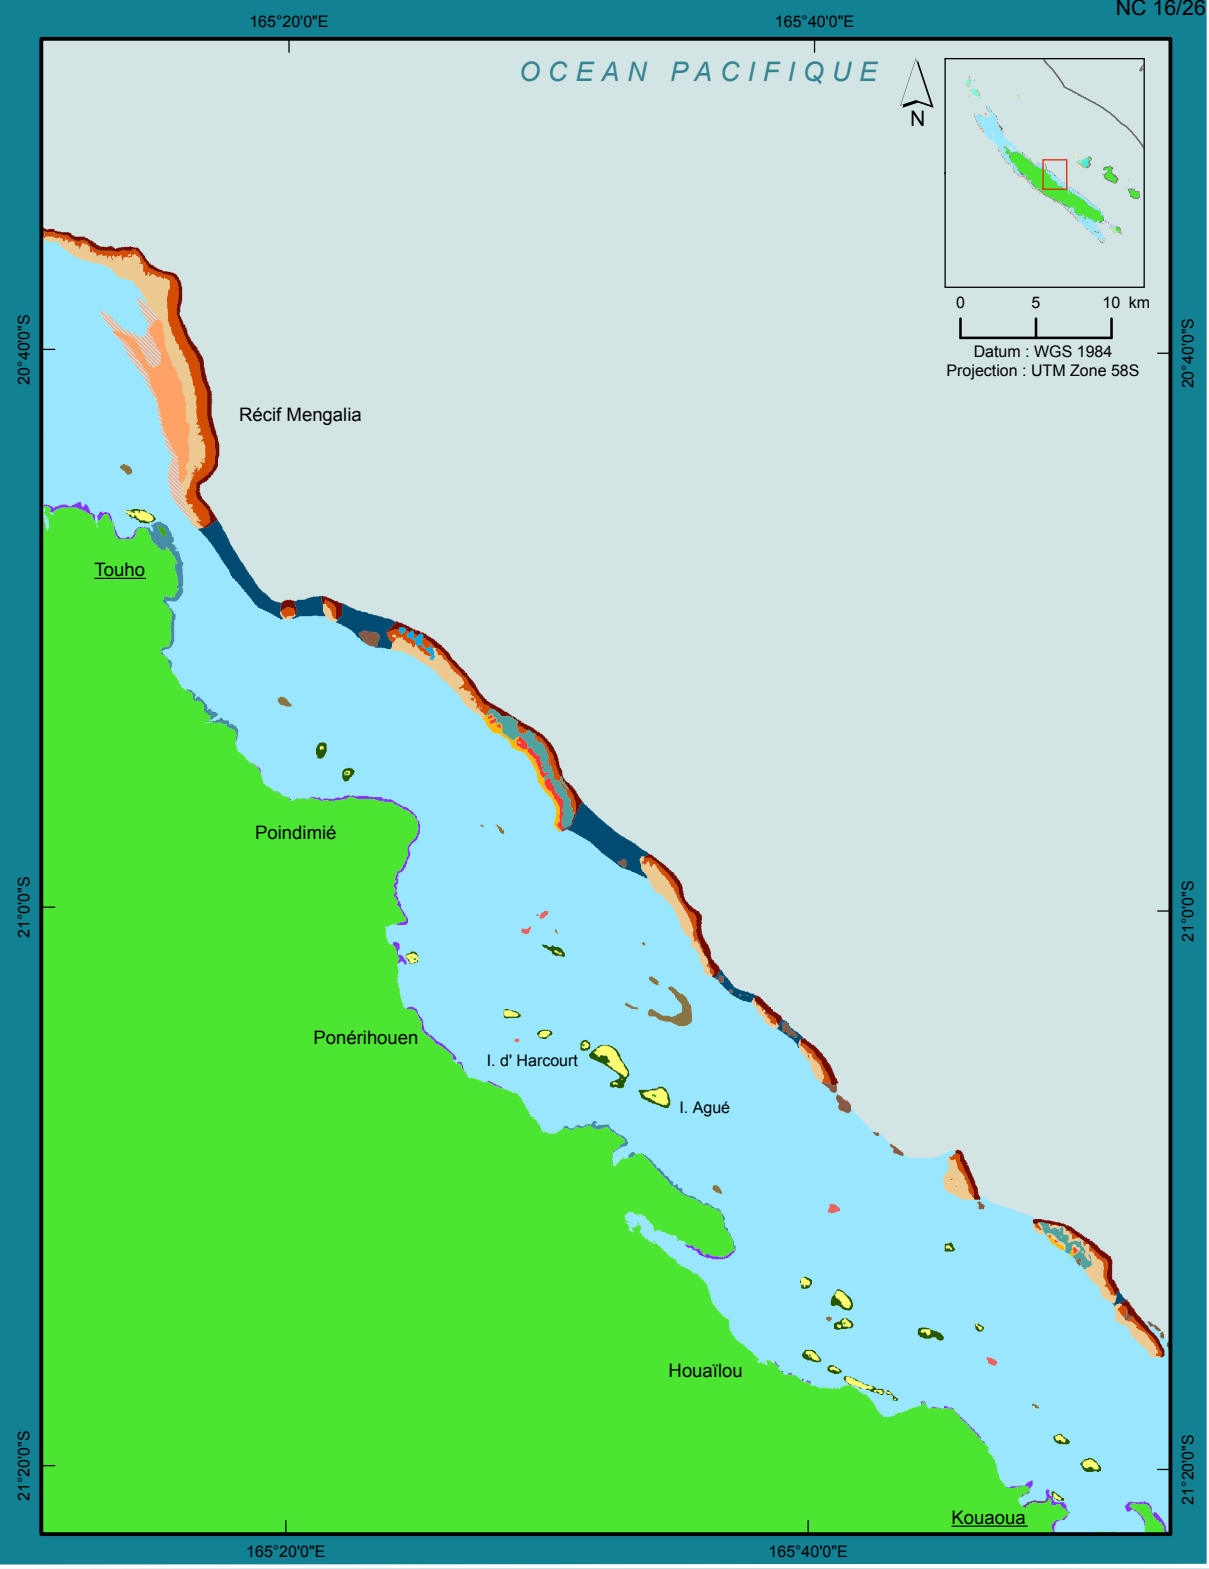 NC 16/26
165°20'0"E
165°40'0"E
OCEAN PACIFIQUE
N
0 5 10 km
Datum : WGS 1984
Projection : UTM Zone 58S
20°40'0"S
20°40'0"S
Récif Mengalia
Touho
Poindimié
21°0'0"S
21°0'0"S
Ponérihouen
I. d' Harcourt
I. Agué
Houaïlou
21°20'0"S
21°20'0"S
Kouaoua
165°20'0"E
165°40'0"E